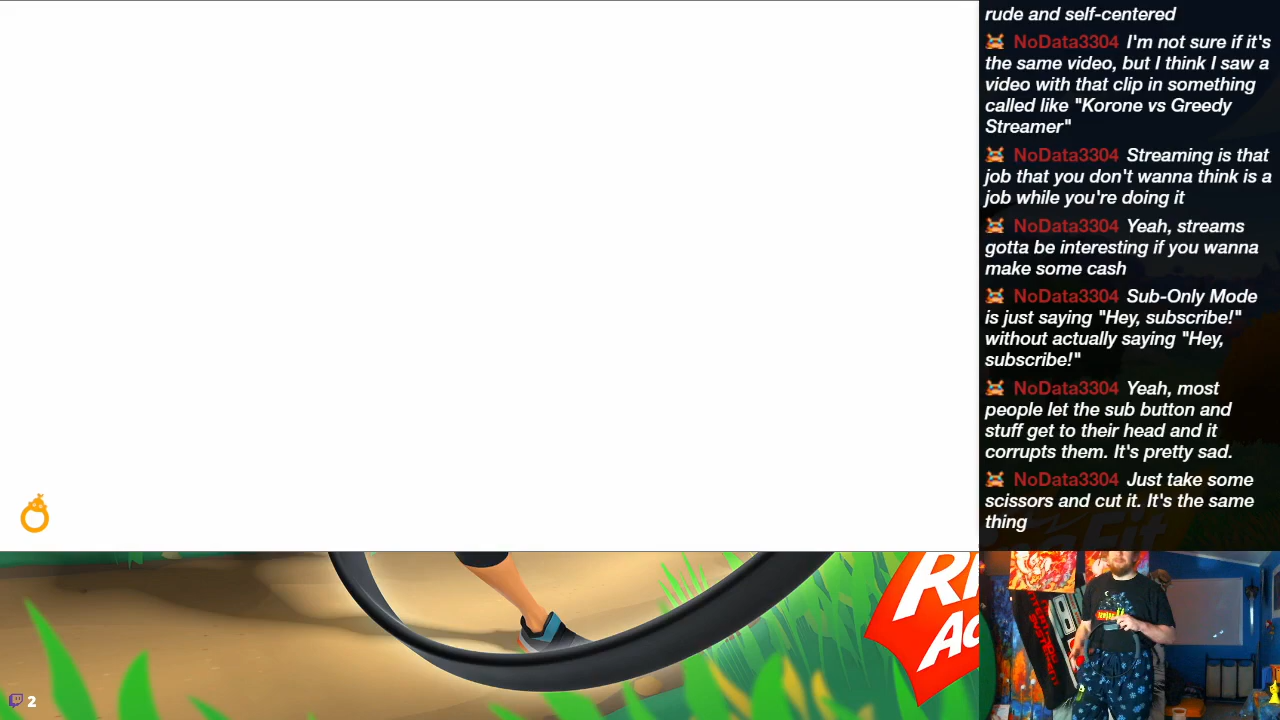 rude and self-centered
NoData3304 I'm not sure if it's
the same video, but I think I saw a
video with that clip in something
called like "Korone vs Greedy
Streamer"
NoData3304 Streaming is that
job that you don't wanna think is a
job while you're doing it
NoData3304 Yeah, streams
gotta be interesting if you wanna
make some cash
NoData3304 Sub-Only Mode
is just saying "Hey, subscribe!"
without actually saying "Hey,
subscribe!"
NoData3304 Yeah, most
people let the sub button and
stuff get to their head and it
corrupts them. It's pretty sad.
NoData3304 Just take some
scissors and cut it. It's the same
thing
Fit
2